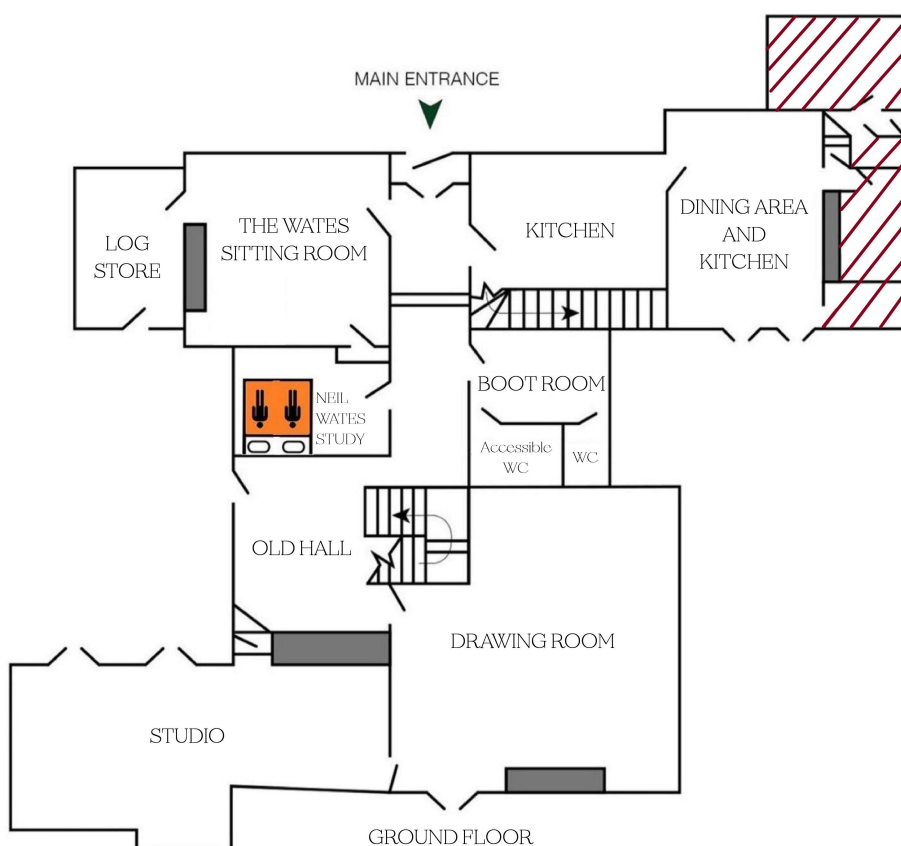 MAIN ENTRANCE
THE WATES
SITTING ROOM
LOG
STORE
KITCHEN
DINING AREA
AND
KITCHEN
BOOT ROOM
NEIL
WATES
STUDY
Accessible
WC
WC
OLD HALL
DRAWING ROOM
STUDIO
GROUND FLOOR